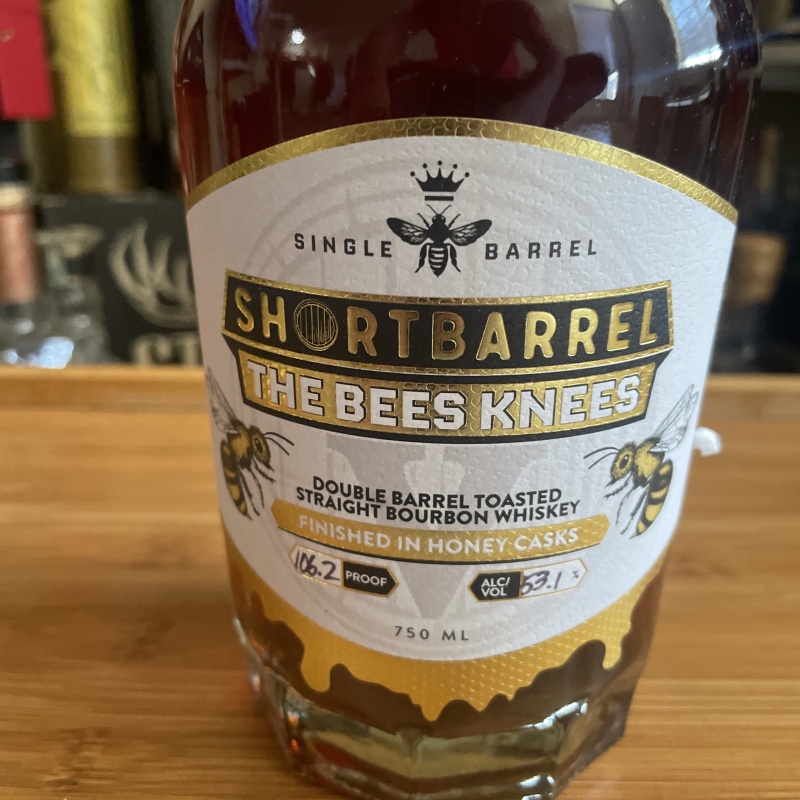 SINGLE BARREL
SHORTBARREL
THE BEES KNEES
DOUBLE BARREL TOASTED
STRAIGHT BOURBON WHISKEY
FINISHED IN HONEY CASKS
106.2 PROOF ALC/VOL 53.1 %
750 ML